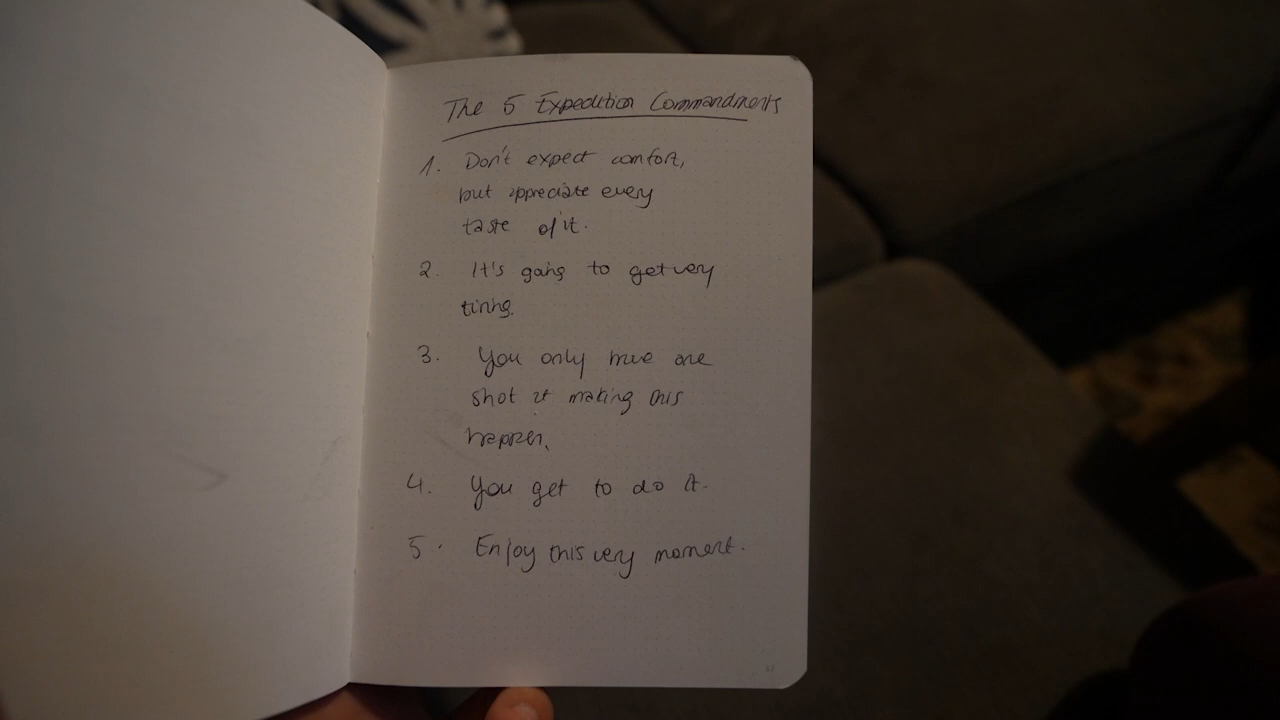 The 5 Expedition Commandments
1. Don't expect comfort,
but appreciate every
taste of it.
2. It's going to get very
tiring.
3. You only have one
shot at making this
happen.
4. You get to do it.
5. Enjoy this very moment.